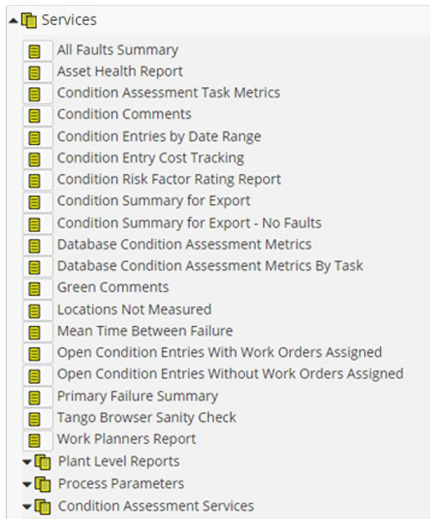 Services
All Faults Summary
Asset Health Report
Condition Assessment Task Metrics
Condition Comments
Condition Entries by Date Range
Condition Entry Cost Tracking
Condition Risk Factor Rating Report
Condition Summary for Export
Condition Summary for Export - No Faults
Database Condition Assessment Metrics
Database Condition Assessment Metrics By Task
Green Comments
Locations Not Measured
Mean Time Between Failure
Open Condition Entries With Work Orders Assigned
Open Condition Entries Without Work Orders Assigned
Primary Failure Summary
Tango Browser Sanity Check
Work Planners Report
Plant Level Reports
Process Parameters
Condition Assessment Services